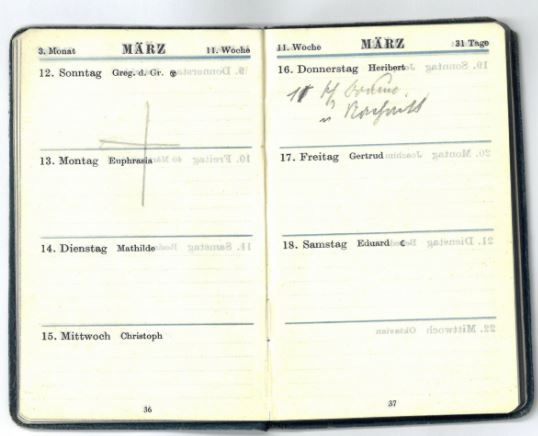 3. Monat MÄRZ 11. Woche
12. Sonntag Greg. d. Gr.
13. Montag Euphrasia
14. Dienstag Mathilde
15. Mittwoch Christoph
36
11. Woche MÄRZ 31 Tage
16. Donnerstag Heribert
17. Freitag Gertrud
18. Samstag Eduard ☾
37